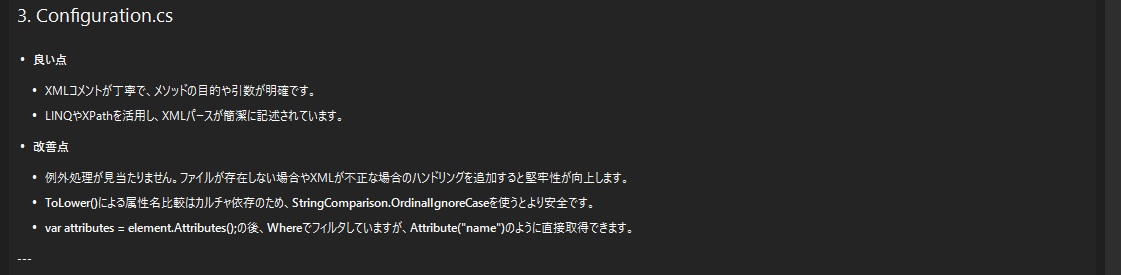 3. Configuration.cs
• 良い点
• XMLコメントが丁寧で、メソッドの目的や引数が明確です。
• LINQやXPathを活用し、XMLパースが簡潔に記述されています。
• 改善点
• 例外処理が見当たりません。ファイルが存在しない場合やXMLが不正な場合のハンドリングを追加すると堅牢性が向上します。
• ToLower()による属性名比較はカルチャ依存のため、StringComparison.OrdinalIgnoreCaseを使うとより安全です。
• var attributes = element.Attributes();の後、Whereでフィルタしていますが、Attribute("name")のように直接取得できます。
---